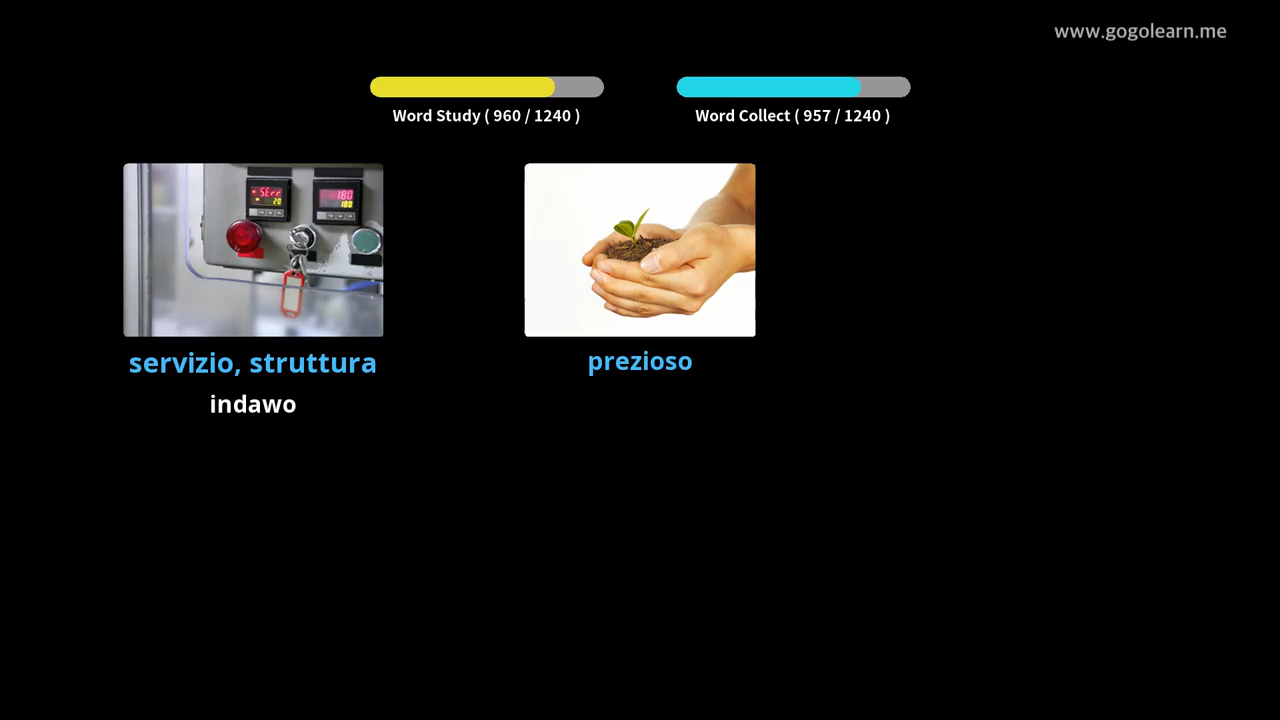 www.gogolearn.me
Word Study ( 960 / 1240 )
Word Collect ( 957 / 1240 )
servizio, struttura
indawo
prezioso